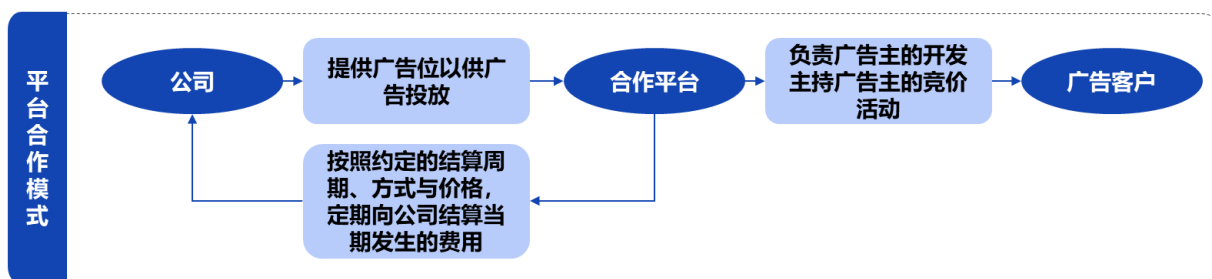 平台合作模式
公司
提供广告位以供广
告投放
合作平台
负责广告主的开发
主持广告主的竞价
活动
广告客户
按照约定的结算周
期、方式与价格，
定期向公司结算当
期发生的费用